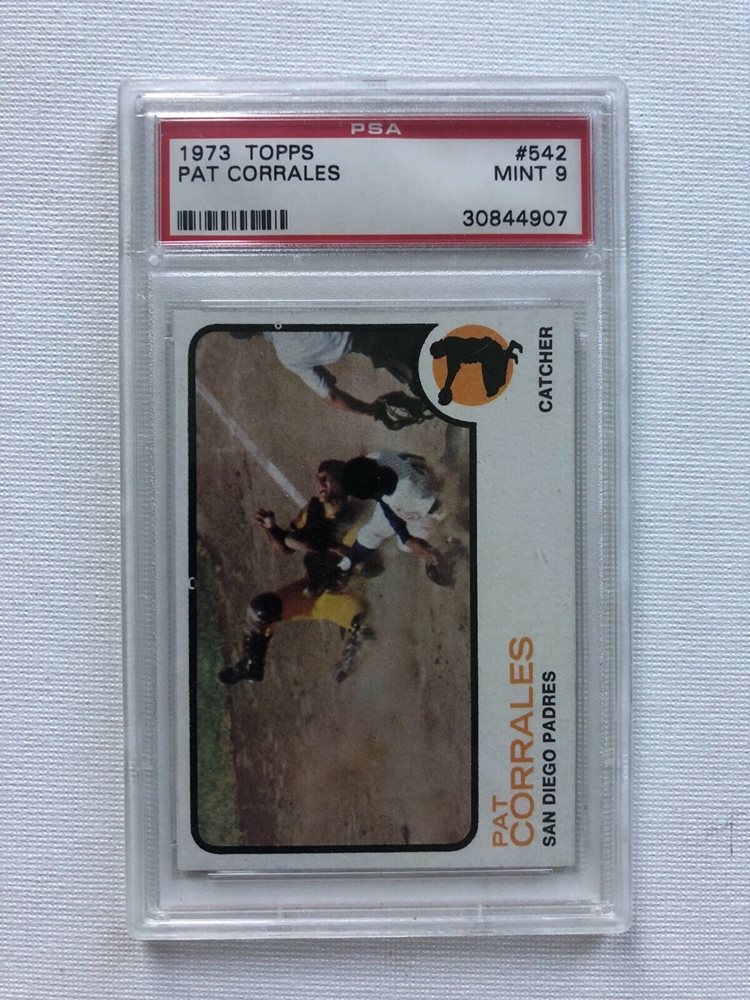 PSA
1973 TOPPS #542
PAT CORRALES MINT 9
30844907
CATCHER
PAT
CORRALES
SAN DIEGO PADRES